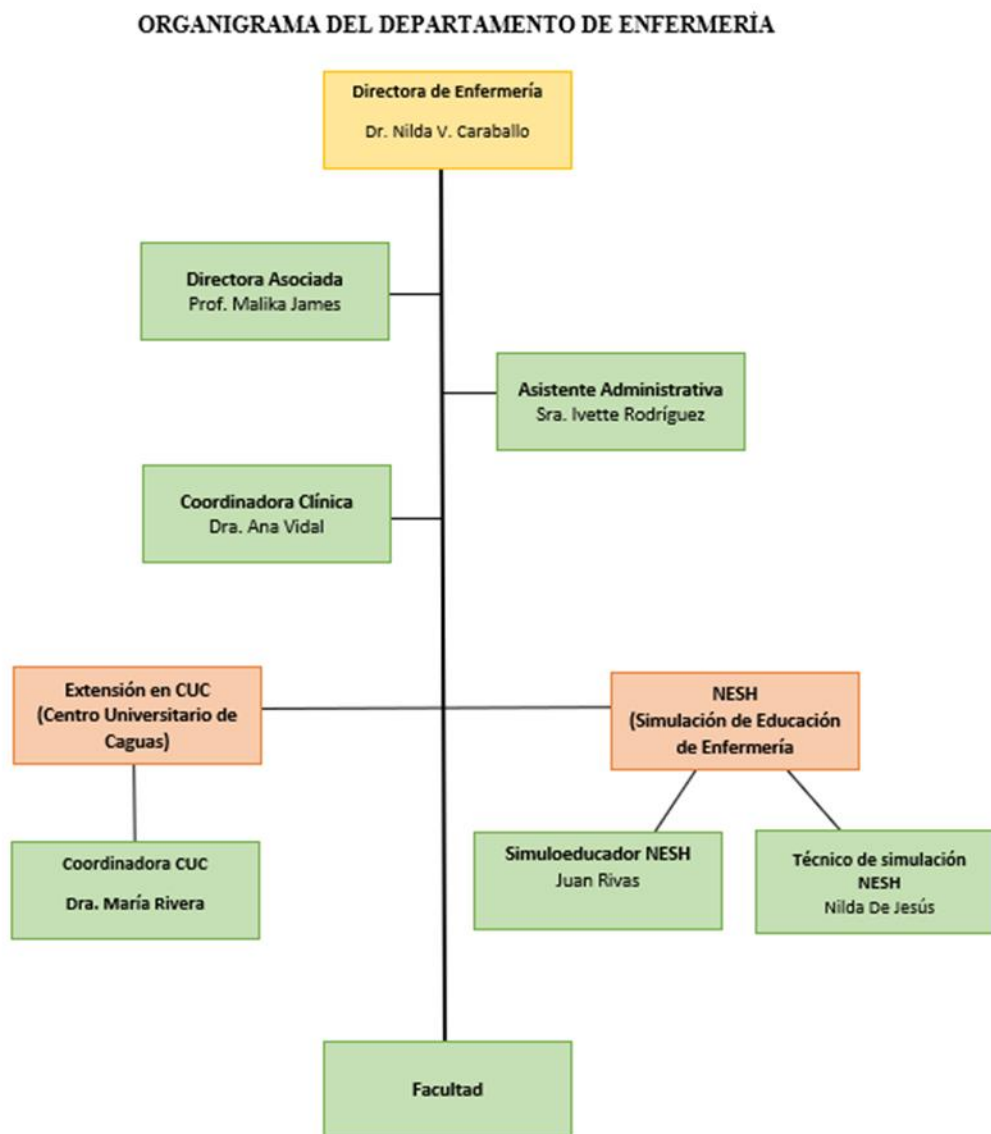 ORGANIGRAMA DEL DEPARTAMENTO DE ENFERMERÍA
Directora de Enfermería
Dr. Nilda V. Caraballo
Directora Asociada
Prof. Malika James
Asistente Administrativa
Sra. Ivette Rodríguez
Coordinadora Clínica
Dra. Ana Vidal
Extensión en CUC
(Centro Universitario de
Caguas)
NESH
(Simulación de Educación
de Enfermería
Coordinadora CUC
Dra. María Rivera
Simuloeducador NESH
Juan Rivas
Técnico de simulación
NESH
Nilda De Jesús
Facultad